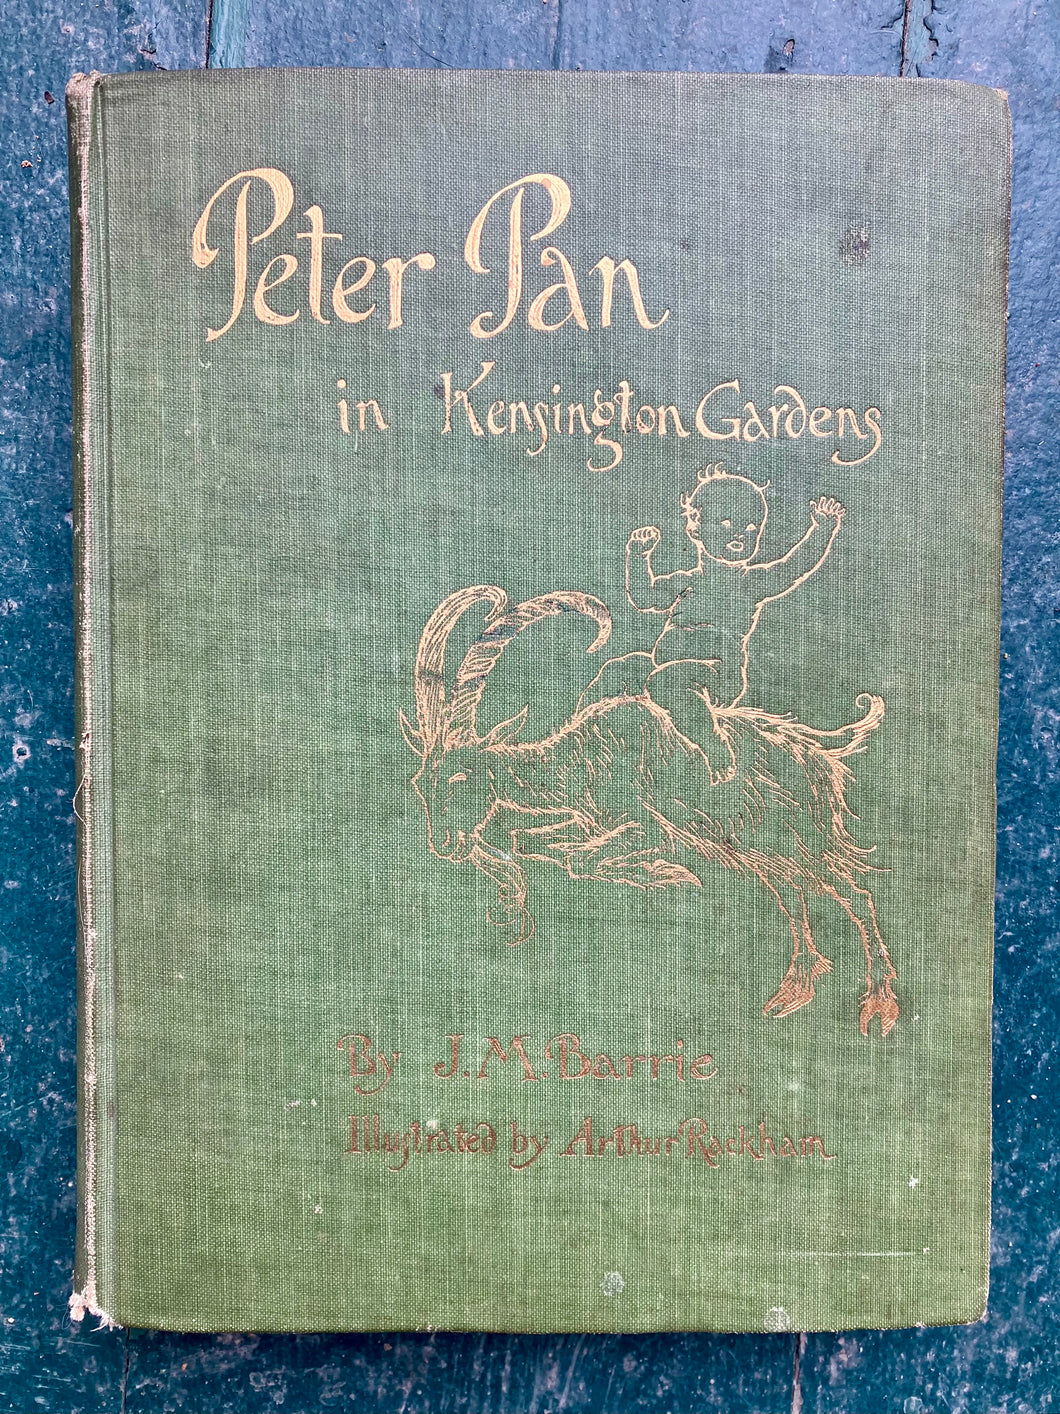 Peter Pan
in Kensington Gardens
By J.M. Barrie
Illustrated by Arthur Rackham